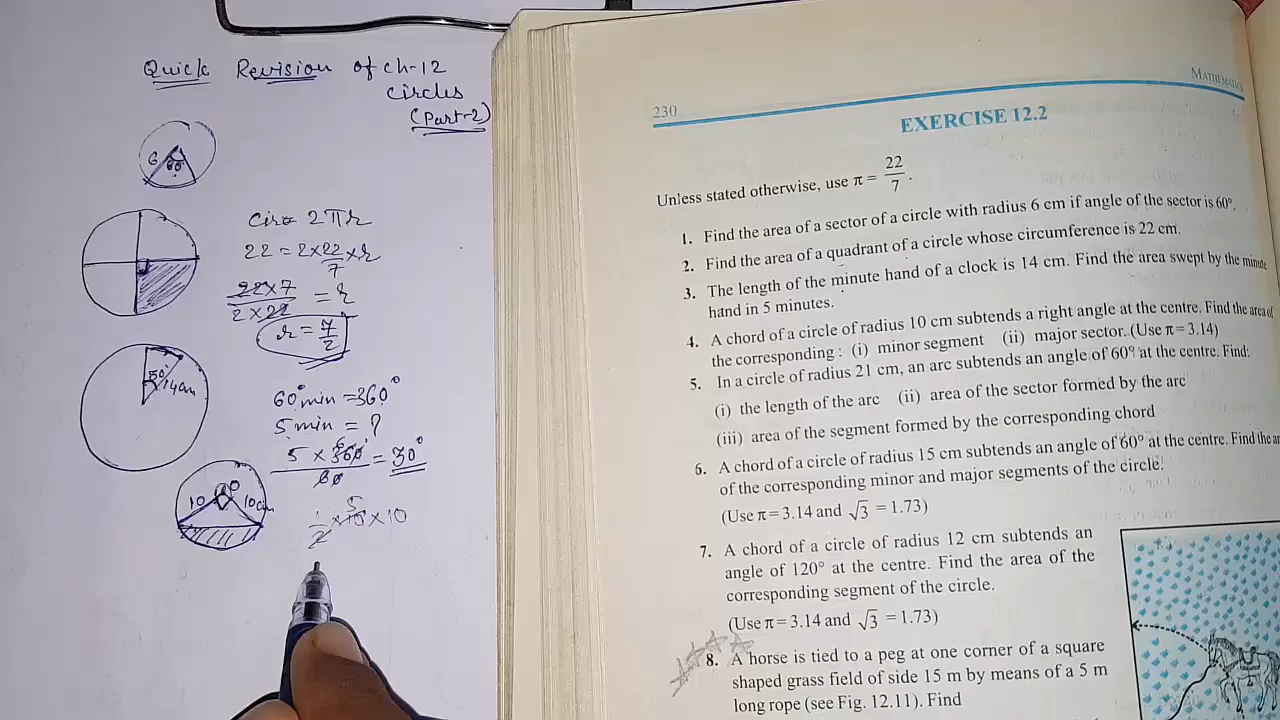 Quick Revision of Ch-12
Circles
(Part-2)
6
60°
Cir = 2πr
22 = 2×22/7×r
22×7/2×22 = r
r = 7/2
30°
14cm
60 min = 360°
5 min = ?
5 × 360/60 = 30°
10
10cm
1/2 × 10 × 10
5
230
MATHEMATICS
EXERCISE 12.2
Unless stated otherwise, use π = 22/7.
1. Find the area of a sector of a circle with radius 6 cm if angle of the sector is 60°.
2. Find the area of a quadrant of a circle whose circumference is 22 cm.
3. The length of the minute hand of a clock is 14 cm. Find the area swept by the minute
hand in 5 minutes.
4. A chord of a circle of radius 10 cm subtends a right angle at the centre. Find the area of
the corresponding : (i) minor segment (ii) major sector. (Use π = 3.14)
5. In a circle of radius 21 cm, an arc subtends an angle of 60° at the centre. Find:
(i) the length of the arc (ii) area of the sector formed by the arc
(iii) area of the segment formed by the corresponding chord
6. A chord of a circle of radius 15 cm subtends an angle of 60° at the centre. Find the
of the corresponding minor and major segments of the circle.
(Use π = 3.14 and √3 = 1.73)
7. A chord of a circle of radius 12 cm subtends an
angle of 120° at the centre. Find the area of the
corresponding segment of the circle.
(Use π = 3.14 and √3 = 1.73)
8. A horse is tied to a peg at one corner of a square
shaped grass field of side 15 m by means of a 5 m
long rope (see Fig. 12.11). Find